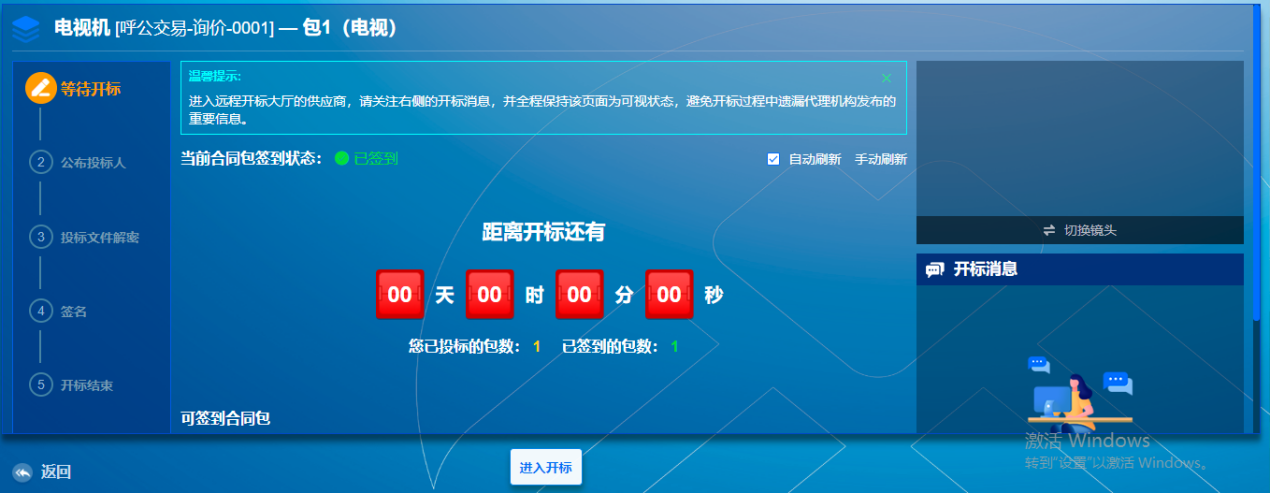 电视机 [呼公交易-询价-0001] — 包1（电视）
等待开标
2 公布投标人
3 投标文件解密
4 签名
5 开标结束
温馨提示:
进入远程开标大厅的供应商，请关注右侧的开标消息，并全程保持该页面为可视状态，避免开标过程中遗漏代理机构发布的
重要信息。
当前合同包签到状态： 已签到
自动刷新 手动刷新
距离开标还有
00 天 00 时 00 分 00 秒
您已投标的包数： 1 已签到的包数： 1
可签到合同包
切换镜头
开标消息
激活 Windows
转到"设置"以激活 Windows。
返回
进入开标